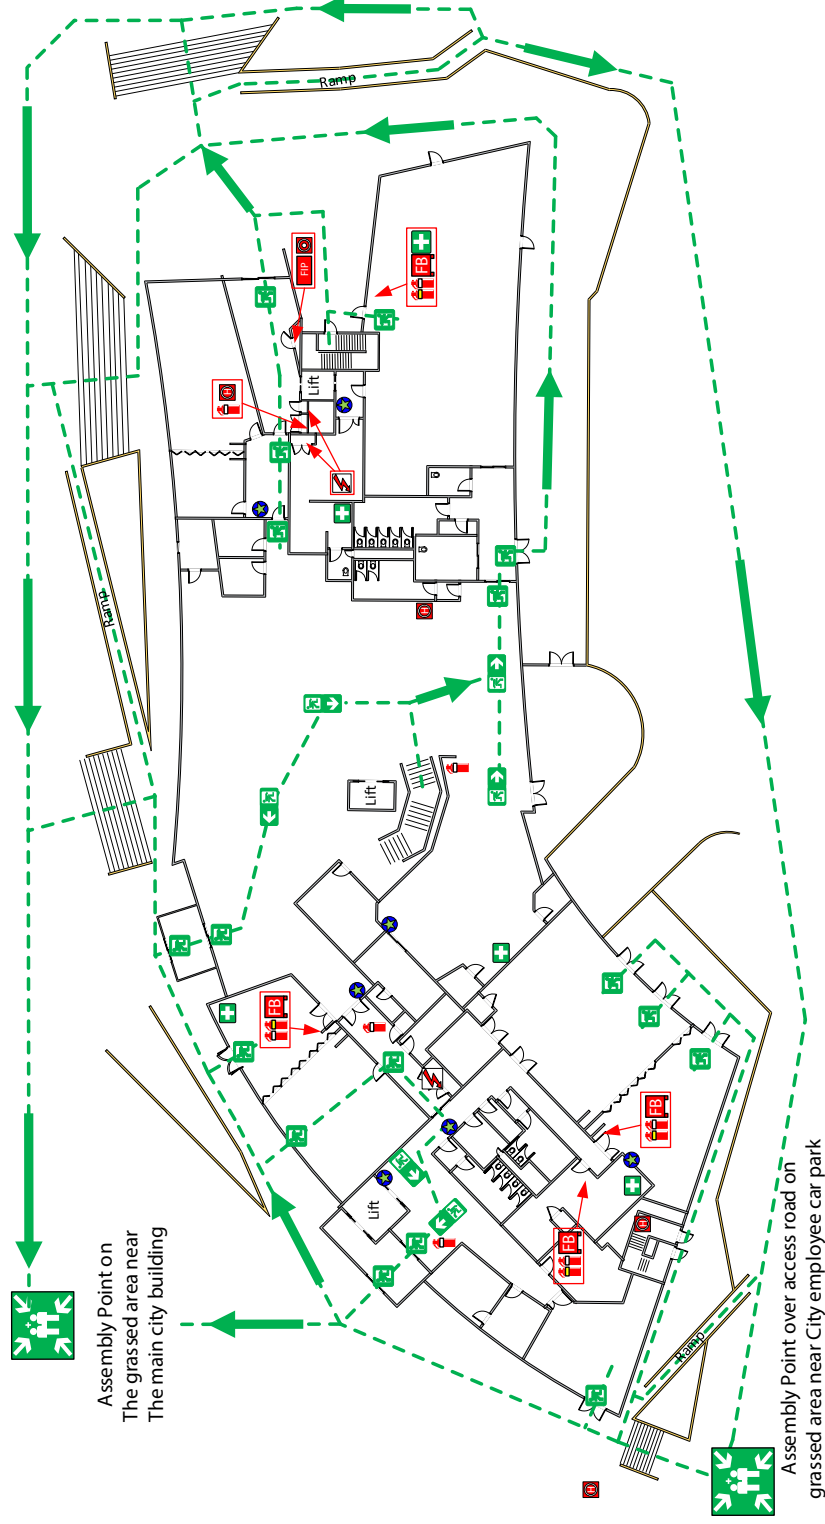 Ramp
FIP
FB
H
Lift
Ramp
H
Lift
FB
FB
Lift
H
FB
Ramp
H
Assembly Point on
The grassed area near
The main city building
Assembly Point over access road on
grassed area near City employee car park